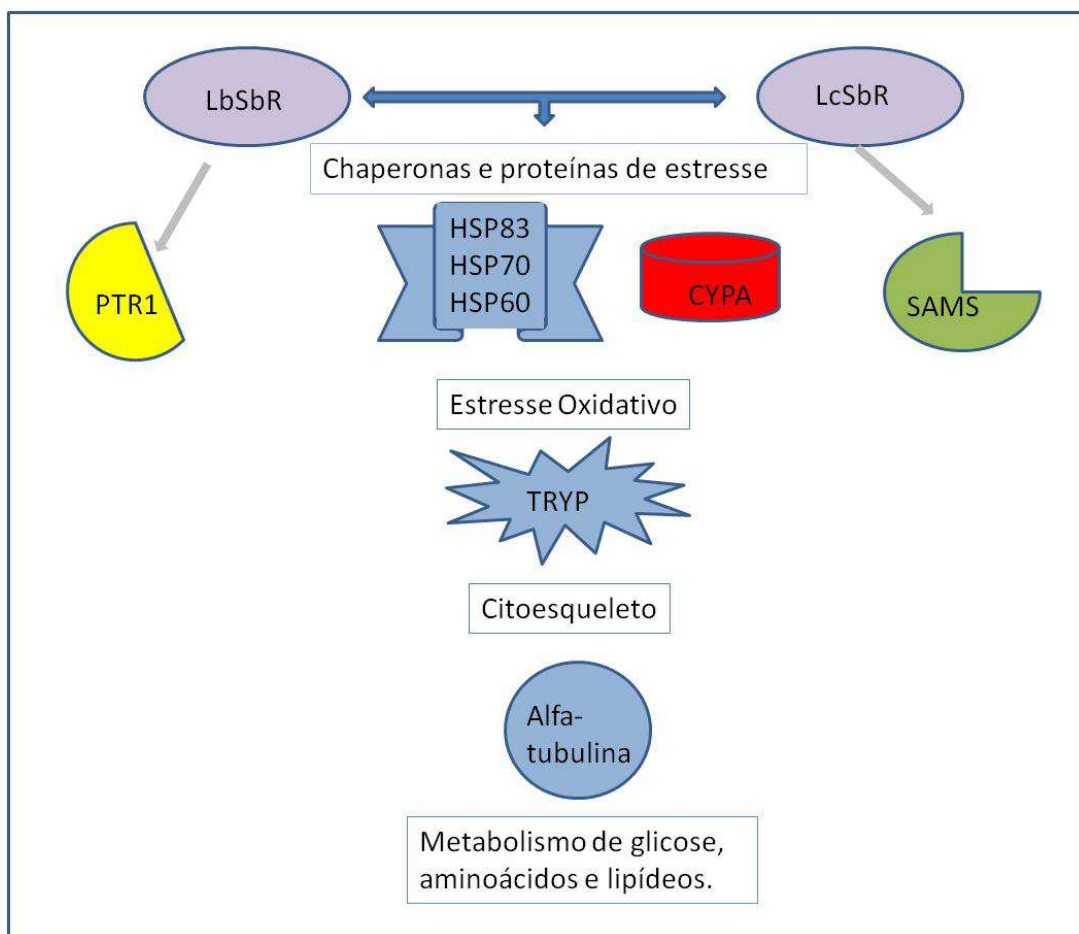 LbSbR
LcSbR
Chaperonas e proteínas de estresse
PTR1
HSP83
HSP70
HSP60
CYPA
SAMS
Estresse Oxidativo
TRYP
Citoesqueleto
Alfa-
tubulina
Metabolismo de glicose,
aminoácidos e lipídeos.